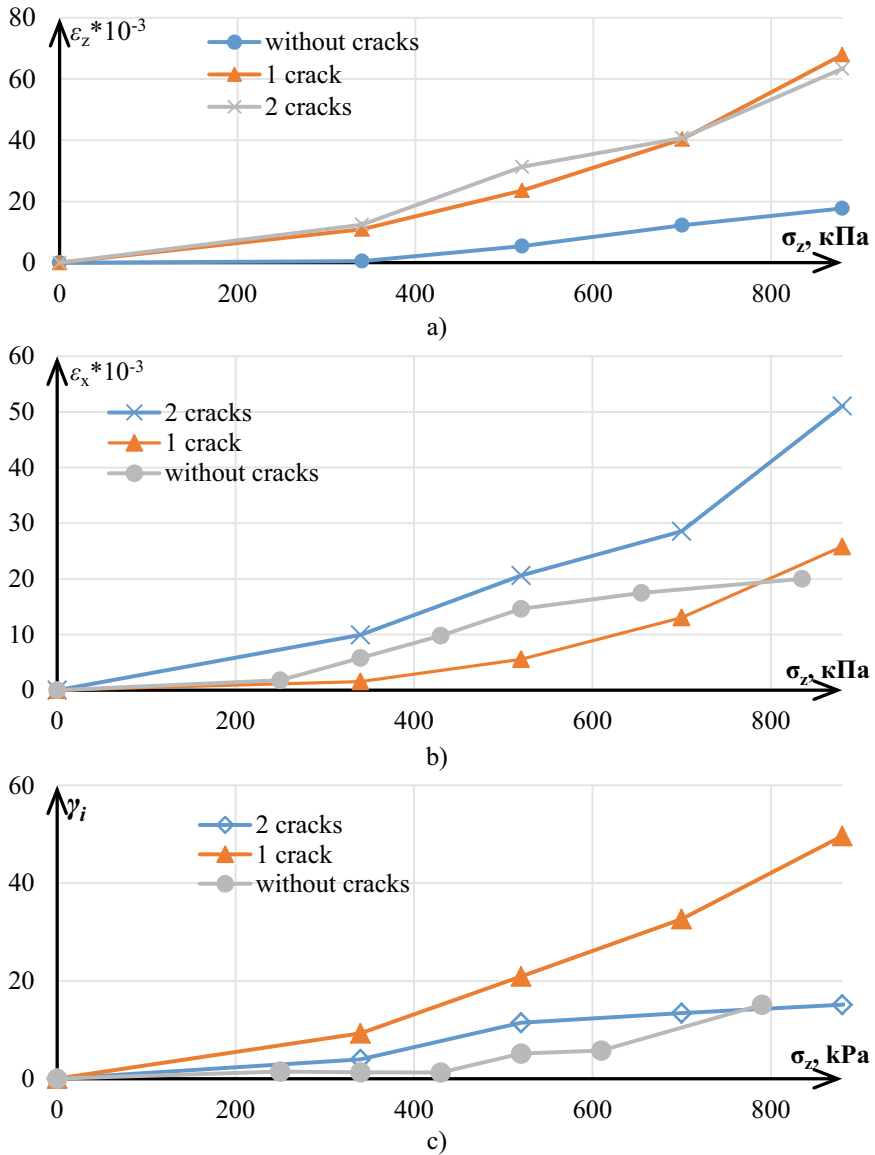 80
εz*10-3
without cracks
1 crack
2 cracks
60
40
20
0
σz, кПа
0 200 400 600 800
a)
60
εx*10-3
2 cracks
1 crack
without cracks
50
40
30
20
10
0
σz, кПа
0 200 400 600 800
b)
60
γi
2 cracks
1 crack
without cracks
40
20
0
σz, kPa
0 200 400 600 800
c)